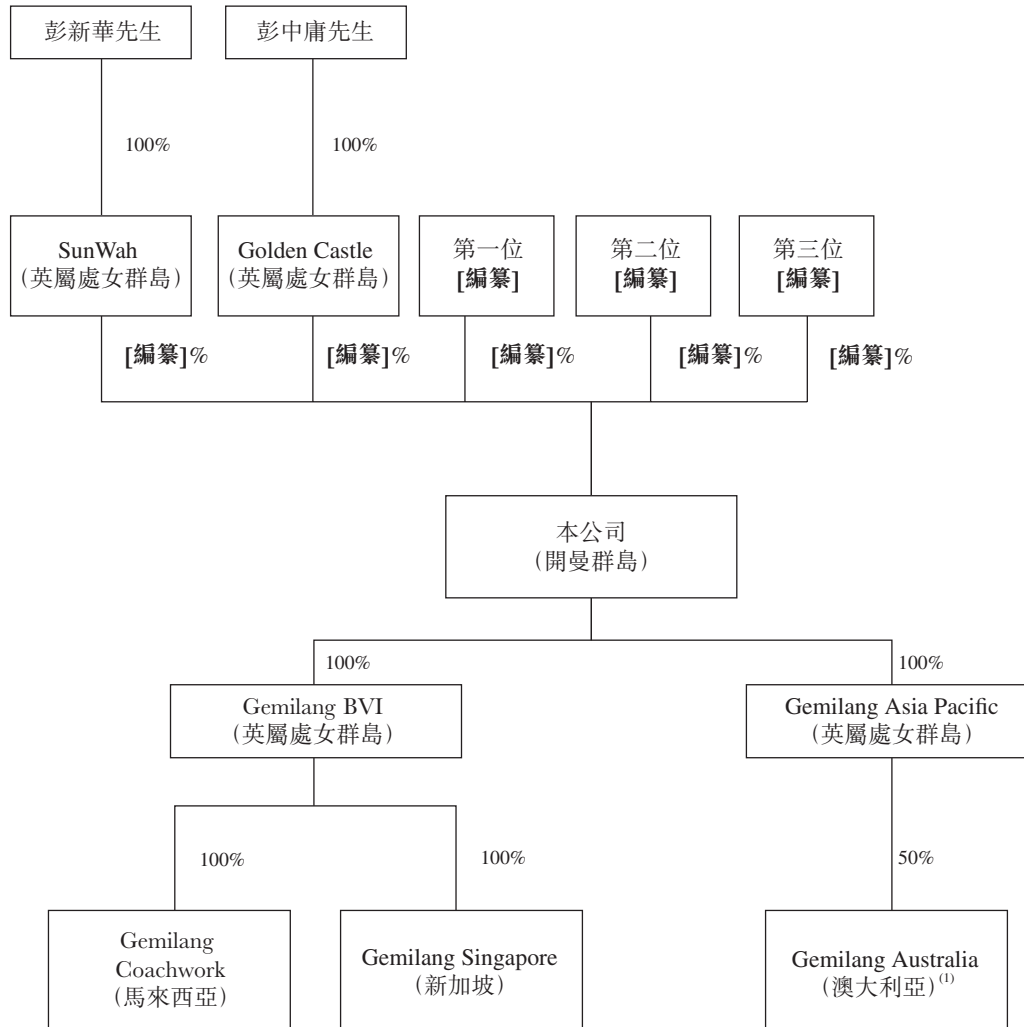 彭新華先生
彭中庸先生
100%
100%
SunWah
(英屬處女群島)
Golden Castle
(英屬處女群島)
第一位
[編纂]
第二位
[編纂]
第三位
[編纂]
[編纂]%
[編纂]%
[編纂]%
[編纂]%
[編纂]%
本公司
(開曼群島)
100%
100%
Gemilang BVI
(英屬處女群島)
Gemilang Asia Pacific
(英屬處女群島)
100%
100%
50%
Gemilang
Coachwork
(馬來西亞)
Gemilang Singapore
(新加坡)
Gemilang Australia
(澳大利亞)(1)